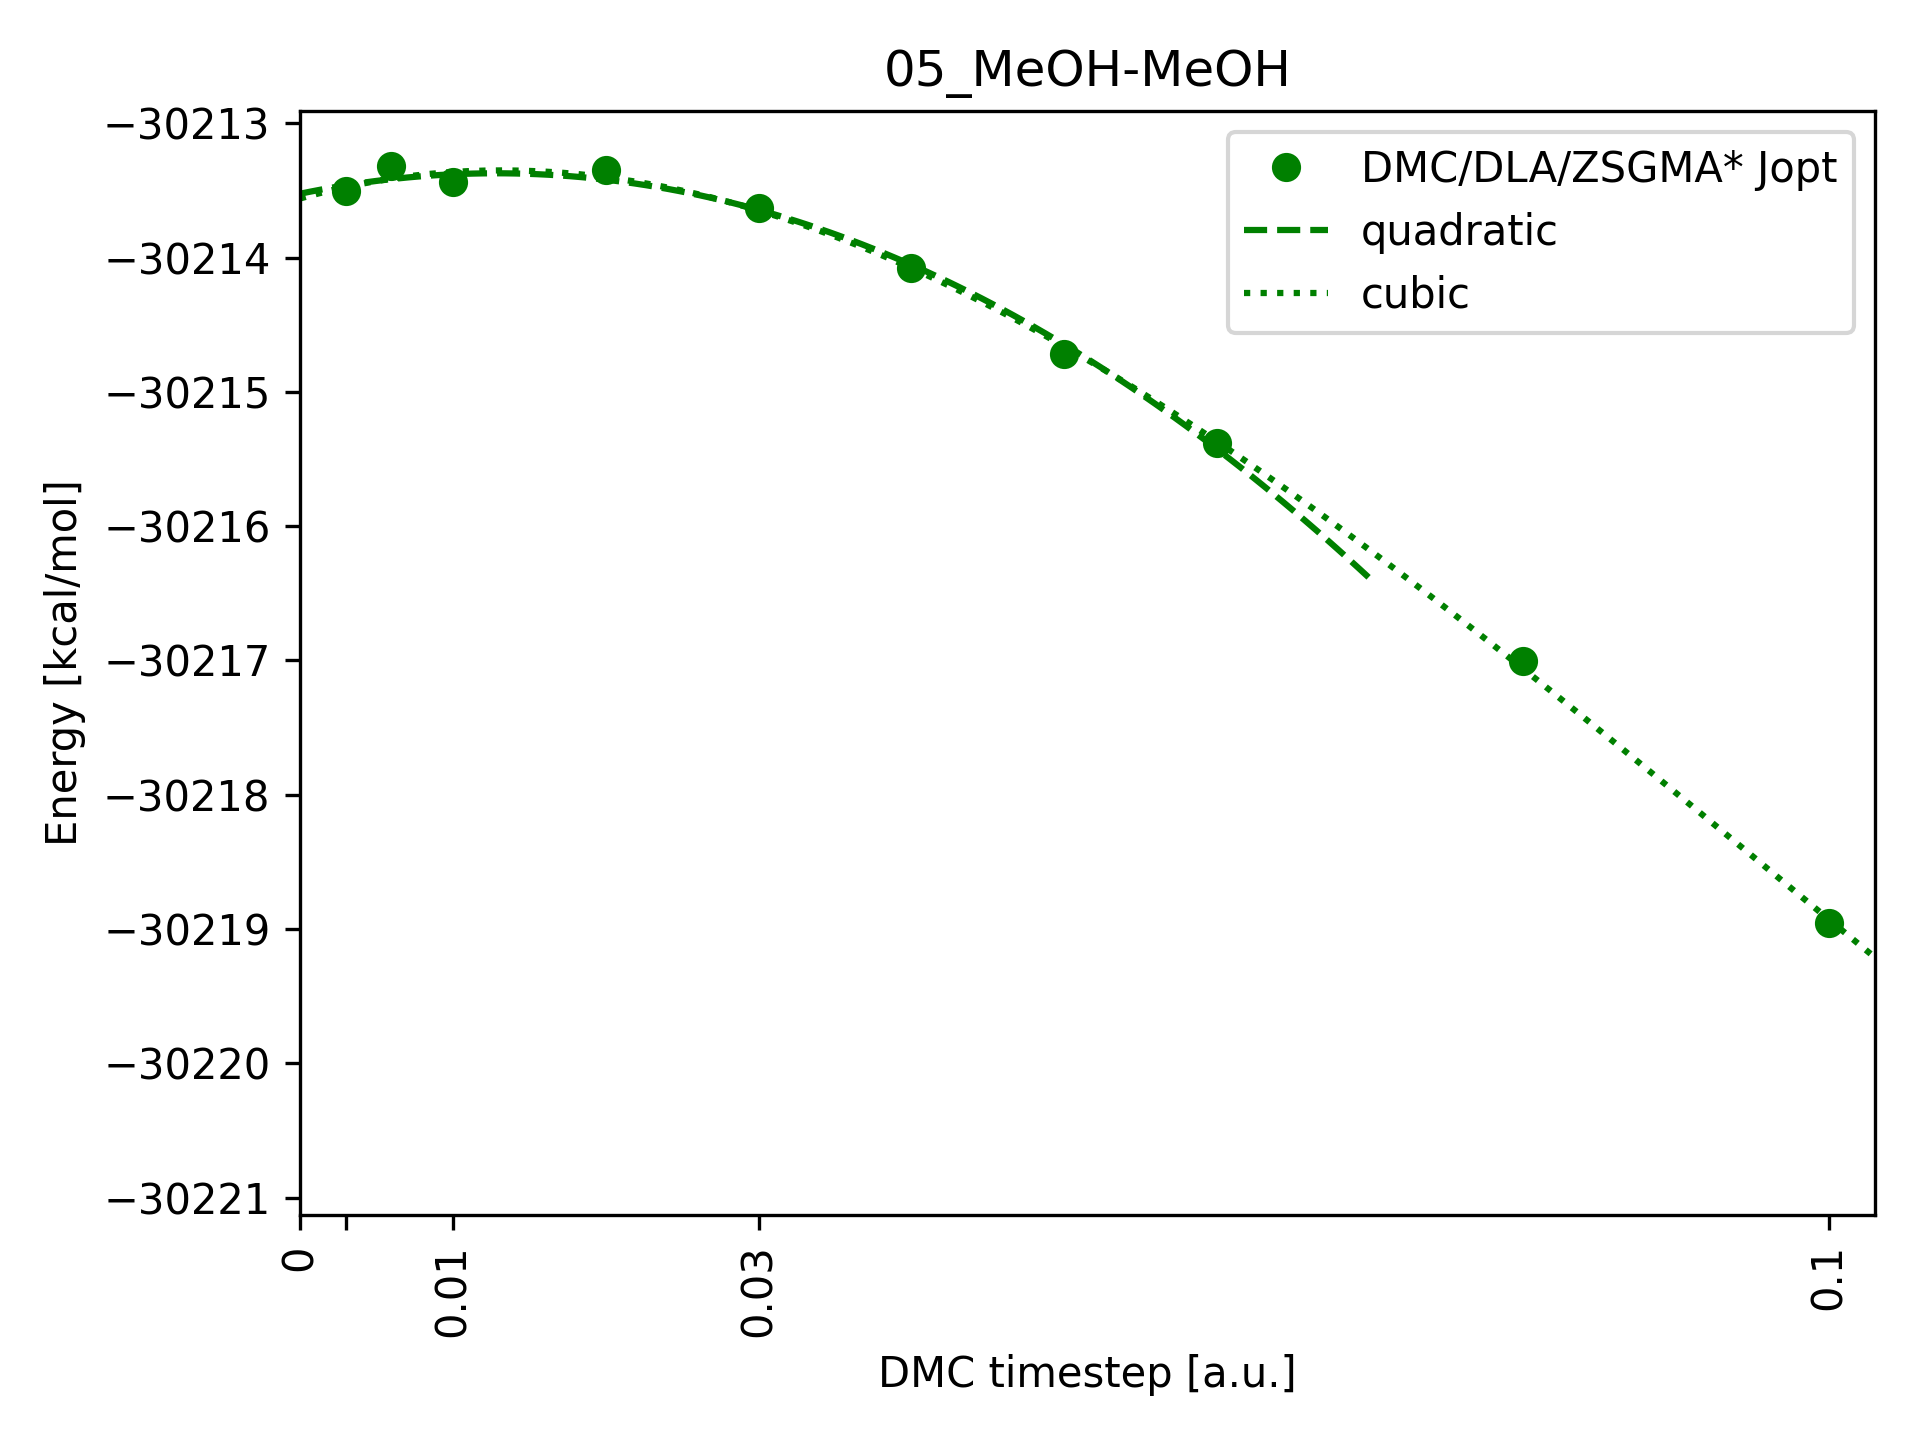 05_MeOH-MeOH
DMC/DLA/ZSGMA* Jopt
quadratic
cubic
−30213
−30214
−30215
−30216
−30217
−30218
−30219
−30220
−30221
Energy [kcal/mol]
0
0.01
0.03
0.1
DMC timestep [a.u.]